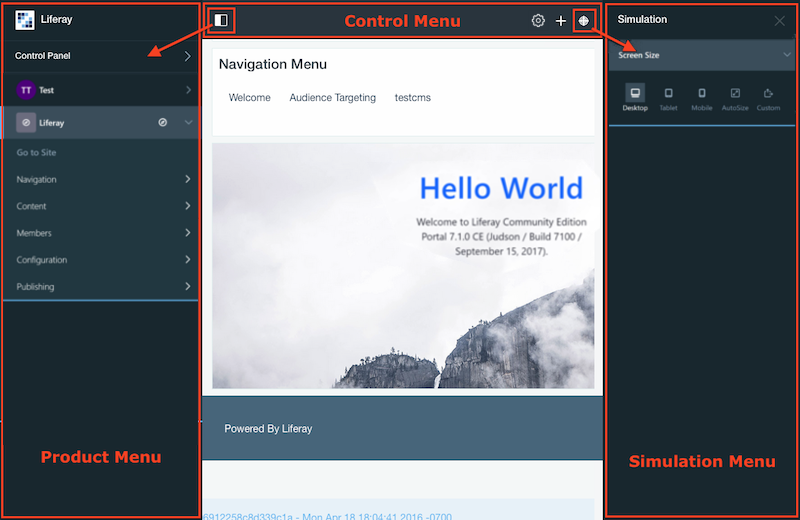 Liferay
Control Panel
TT Test
Liferay
Go to Site
Navigation
Content
Members
Configuration
Publishing
Product Menu
Control Menu
Navigation Menu
Welcome Audience Targeting testcms
Hello World
Welcome to Liferay Community Edition
Portal 7.1.0 CE (Judson / Build 7100 /
September 15, 2017).
Powered By Liferay
6912258c8d339c1a - Mon Apr 18 18:04:41 2016 -0700
Simulation
Screen Size
Desktop Tablet Mobile AutoSize Custom
Simulation Menu